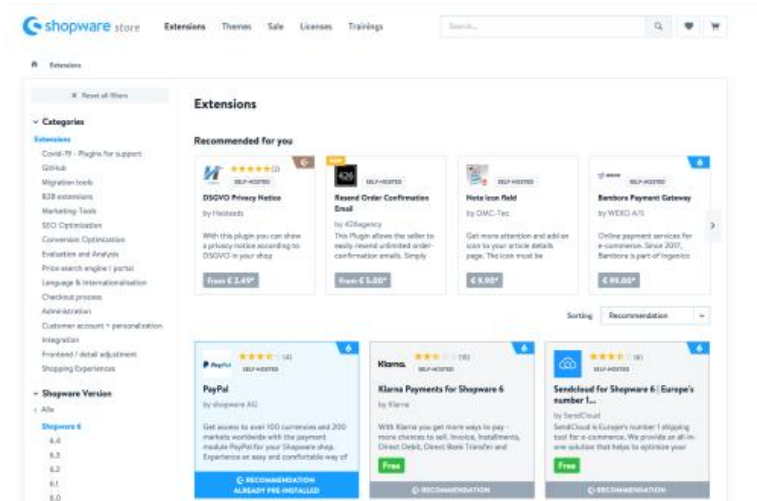 shopware store
Extensions Themes Sale Licenses Trainings
Search...
Extensions
Reset all filters
Categories
Extensions
Covid-19 - Plugins for support
GitHub
Migration tools
B2B extensions
Marketing-Tools
SEO Optimization
Conversion Optimization
Evaluation and Analysis
Price search engine / portal
Language & Internationalisation
Checkout process
Administration
Customer account + personalization
Integration
Frontend / detail adjustment
Shopping Experiences
Shopware Version
Alle
Shopware 6
6.4
6.3
6.2
6.1
6.0
Extensions
Recommended for you
(2)
SELF-HOSTED
DSGVO Privacy Notice
by
With this plugin you can show
a privacy notice according to
DSGVO in your shop
From € 2.49*
426
SELF-HOSTED
Resend Order Confirmation
Email
by 426agency
This Plugin allows the seller to
easily resend unlimited order-
confirmation emails. Simply
From € 5.00*
SELF-HOSTED
Note icon field
by OMC-Tec
Get more attention and add an
icon to your article details
page. The icon must be
€ 9.90*
SELF-HOSTED
Bambora Payment Gateway
by WEXO A/S
Online payment services for
e-commerce. Since 2017,
Bambora is part of Ingenico
€ 99.00*
Sorting Recommendation
PayPal
(4)
SELF-HOSTED
PayPal
by shopware AG
Get access to over 100 currencies and 200
markets worldwide with the payment
module PayPal for your Shopware shop.
Experience an easy and comfortable way of
RECOMMENDATION
ALREADY PRE-INSTALLED
Klarna.
(10)
SELF-HOSTED
Klarna Payments for Shopware 6
by Klarna
With Klarna you get more ways to pay -
more chances to sell. Invoice, Installments,
Direct Debit, Direct Bank Transfer and
Free
RECOMMENDATION
(6)
SELF-HOSTED
Sendcloud for Shopware 6 | Europe's
number 1...
by SendCloud
SendCloud is Europe's number 1 shipping
tool for e-commerce. We provide an all-in-
one solution that helps to optimize your
Free
RECOMMENDATION